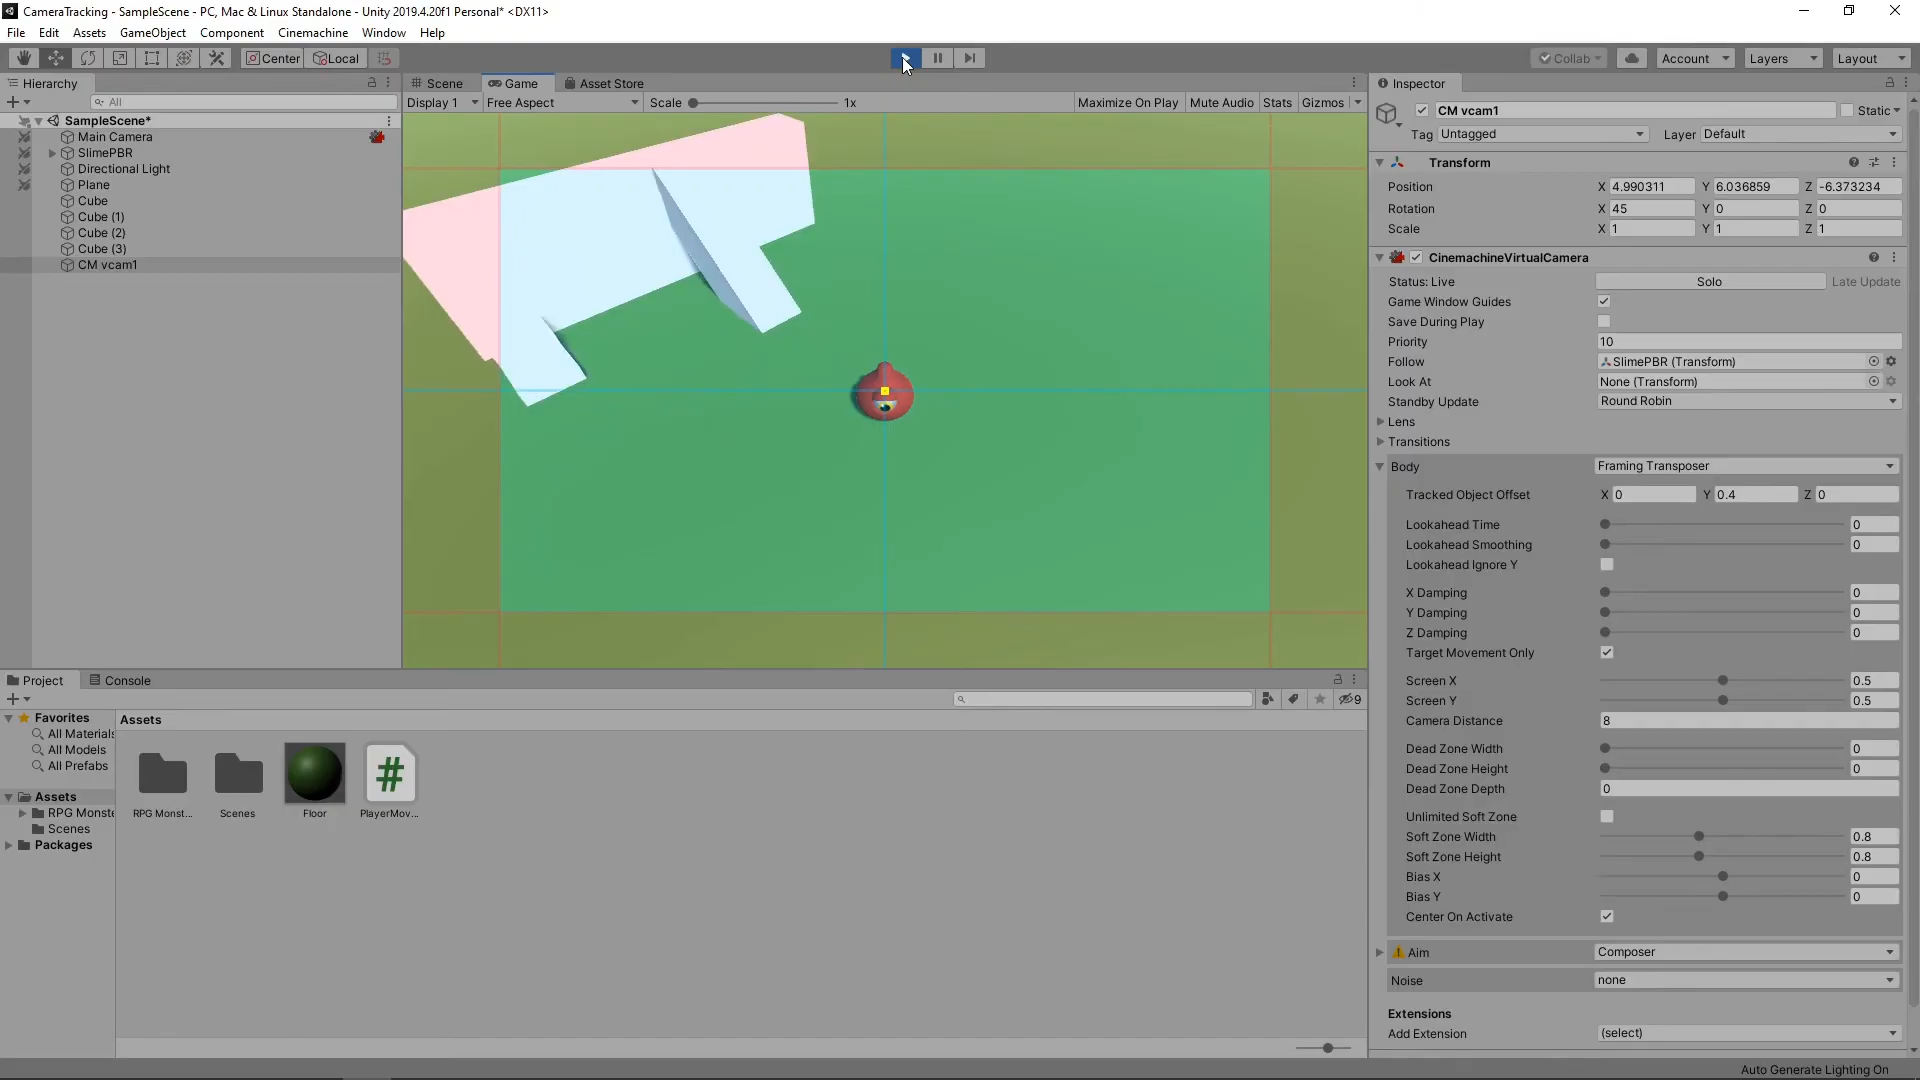 CameraTracking - SampleScene - PC, Mac & Linux Standalone - Unity 2019.4.20f1 Personal* <DX11>
File Edit Assets GameObject Component Cinemachine Window Help
Center Local Collab Account Layers Layout
Hierarchy
All
SampleScene*
Main Camera
SlimePBR
Directional Light
Plane
Cube
Cube (1)
Cube (2)
Cube (3)
CM vcam1
Scene Game Asset Store
Display 1 Free Aspect Scale 1x Maximize On Play Mute Audio Stats Gizmos
Inspector
CM vcam1 Static
Tag Untagged Layer Default
Transform
Position X 4.990311 Y 6.036859 Z -6.373234
Rotation X 45 Y 0 Z 0
Scale X 1 Y 1 Z 1
CinemachineVirtualCamera
Status: Live Solo Late Update
Game Window Guides
Save During Play
Priority 10
Follow SlimePBR (Transform)
Look At None (Transform)
Standby Update Round Robin
Lens
Transitions
Body Framing Transposer
Tracked Object Offset X 0 Y 0.4 Z 0
Lookahead Time 0
Lookahead Smoothing 0
Lookahead Ignore Y
X Damping 0
Y Damping 0
Z Damping 0
Target Movement Only
Screen X 0.5
Screen Y 0.5
Camera Distance 8
Dead Zone Width 0
Dead Zone Height 0
Dead Zone Depth 0
Unlimited Soft Zone
Soft Zone Width 0.8
Soft Zone Height 0.8
Bias X 0
Bias Y 0
Center On Activate
Aim Composer
Noise none
Extensions
Add Extension (select)
Project Console
9
Favorites
All Materials
All Models
All Prefabs
Assets
RPG Monste
Scenes
Packages
Assets
RPG Monst... Scenes Floor PlayerMov...
Auto Generate Lighting On